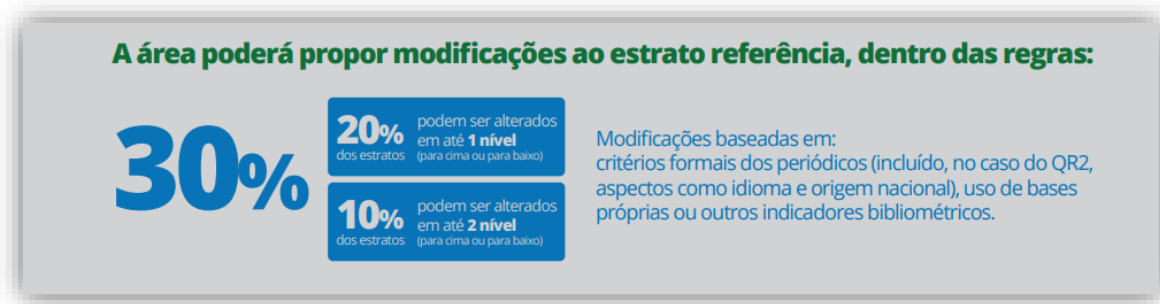 A área poderá propor modificações ao estrato referência, dentro das regras:
30%
20%
dos estratos
podem ser alterados
em até 1 nível
(para cima ou para baixo)
10%
dos estratos
podem ser alterados
em até 2 nível
(para cima ou para baixo)
Modificações baseadas em:
critérios formais dos periódicos (incluído, no caso do QR2,
aspectos como idioma e origem nacional), uso de bases
próprias ou outros indicadores bibliométricos.